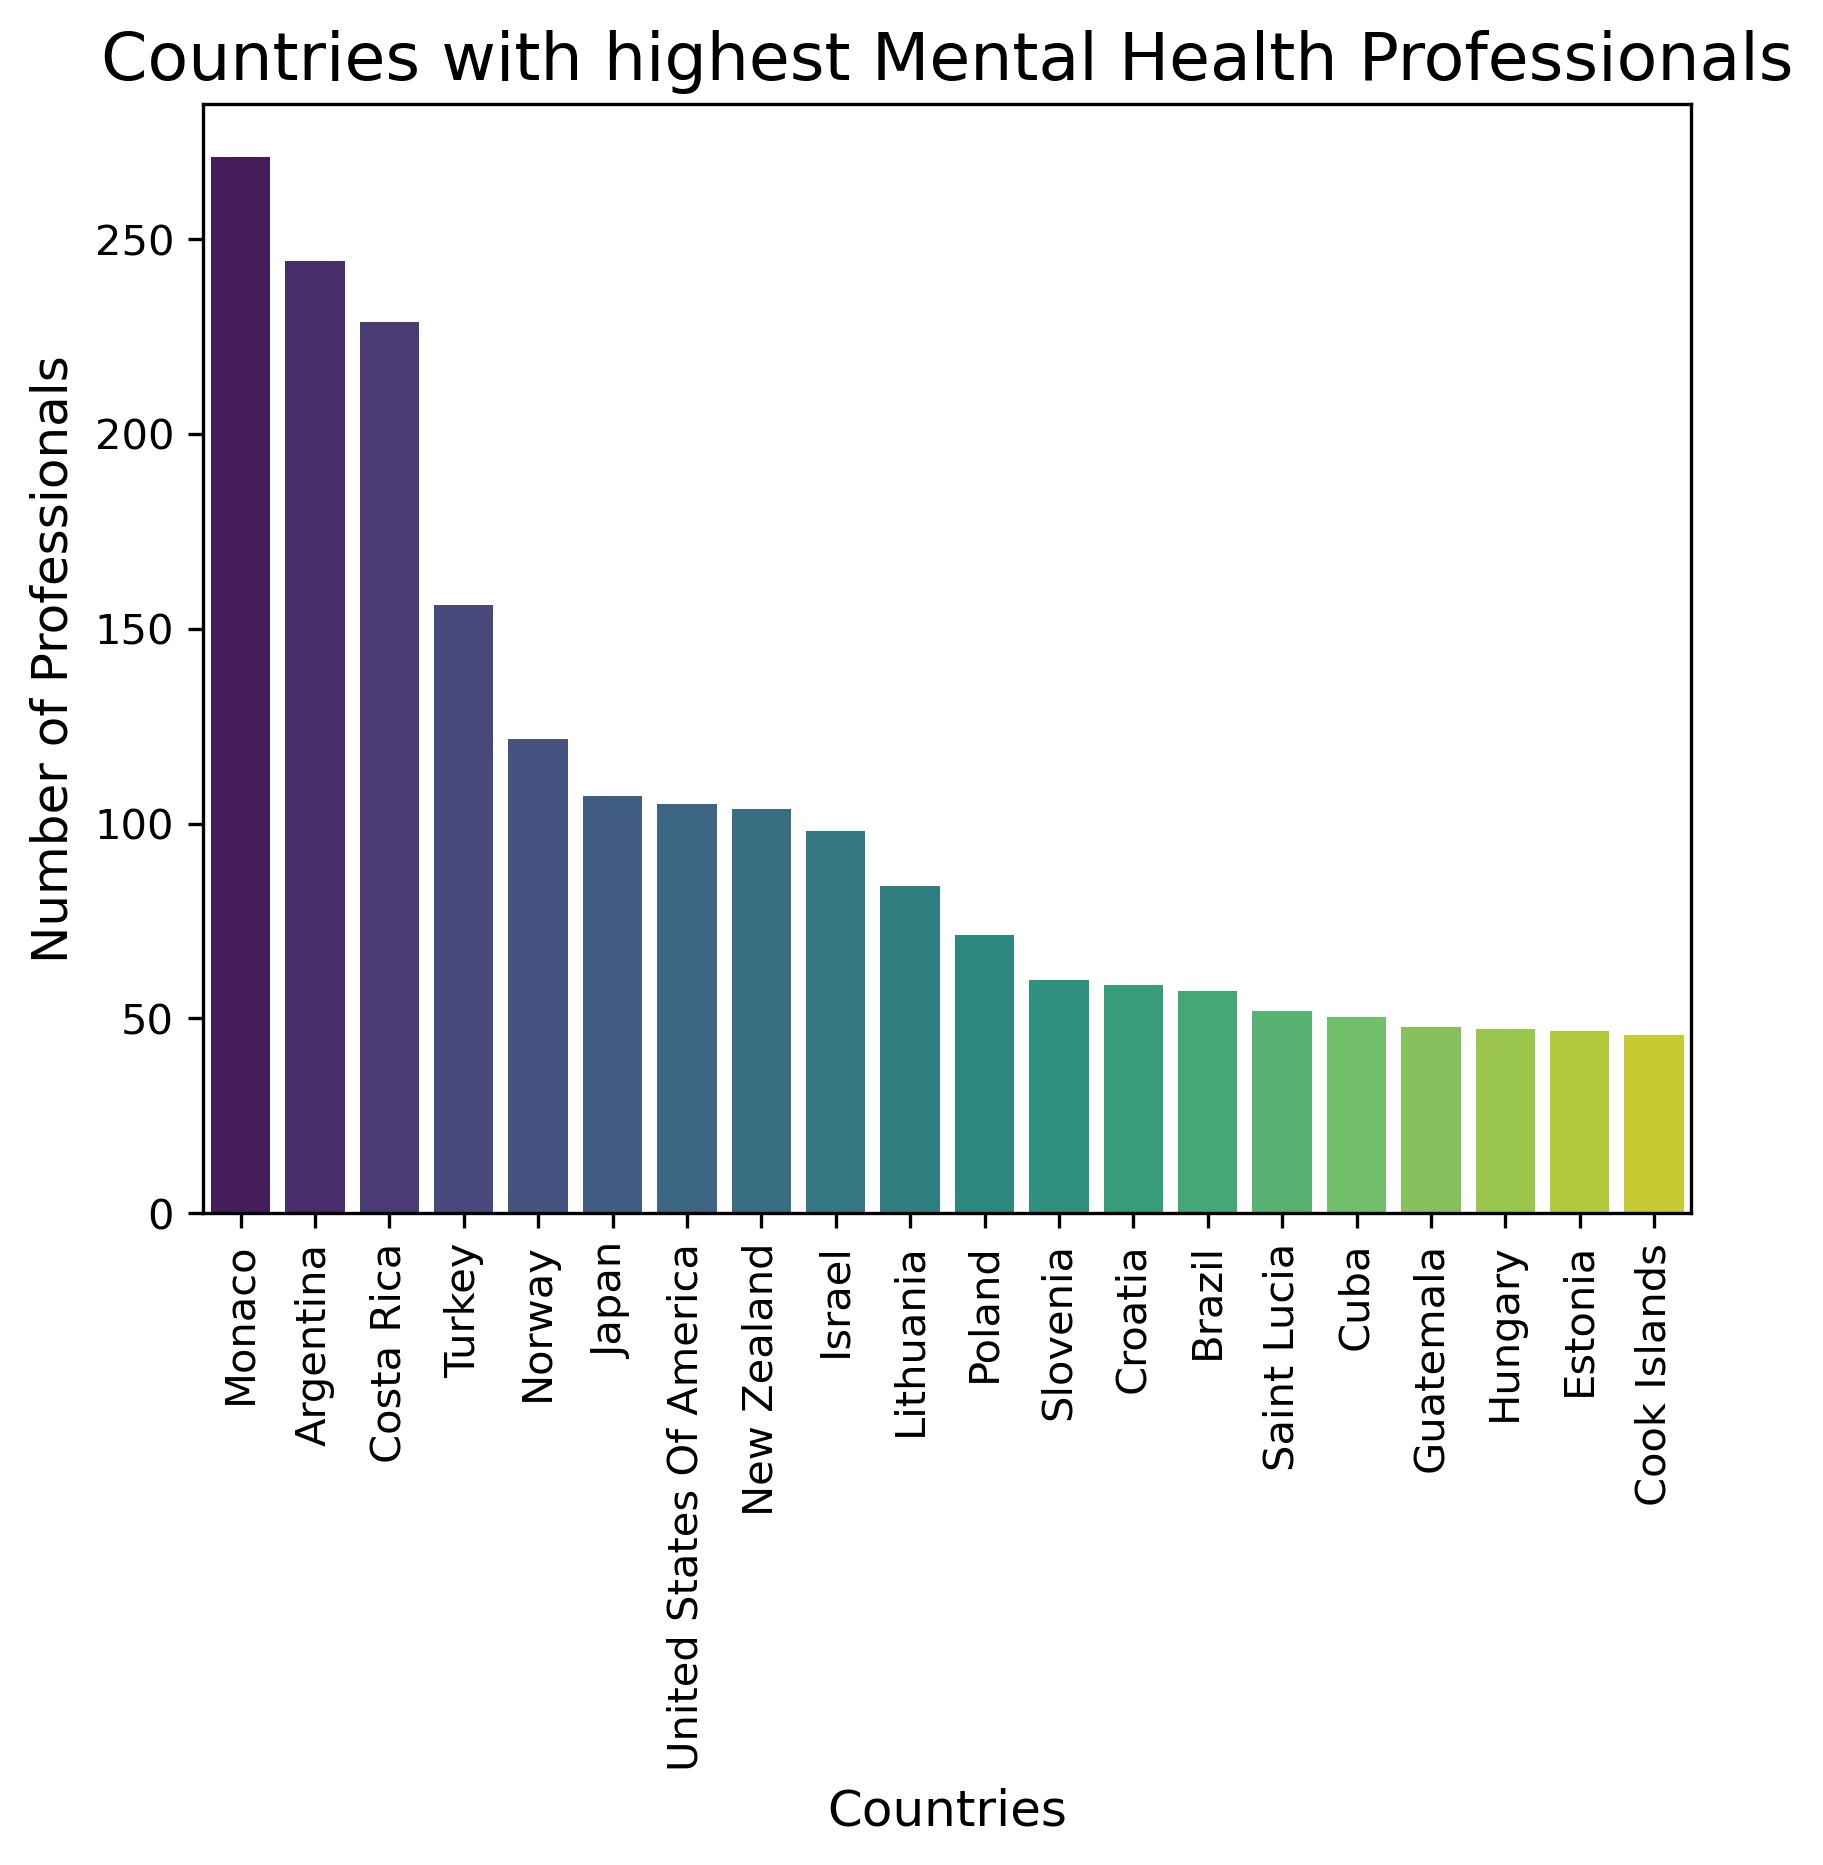 Countries with highest Mental Health Professionals
Number of Professionals
250
200
150
100
50
0
Monaco
Argentina
Costa Rica
Turkey
Norway
Japan
United States Of America
New Zealand
Israel
Lithuania
Poland
Slovenia
Croatia
Brazil
Saint Lucia
Cuba
Guatemala
Hungary
Estonia
Cook Islands
Countries